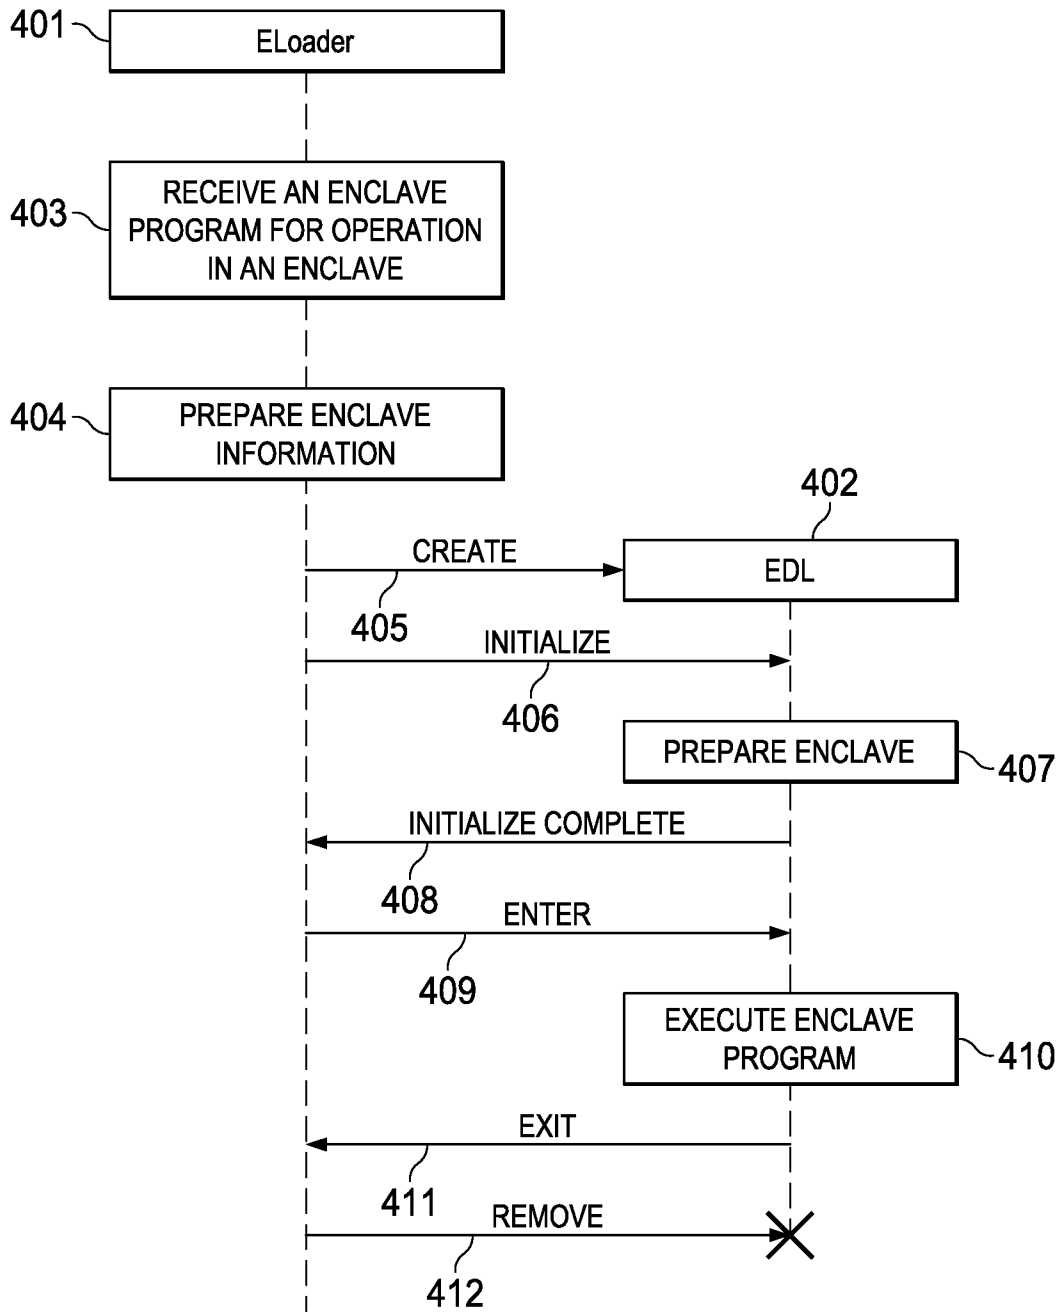 401
ELoader
403
RECEIVE AN ENCLAVE
PROGRAM FOR OPERATION
IN AN ENCLAVE
404
PREPARE ENCLAVE
INFORMATION
402
CREATE
EDL
405
INITIALIZE
406
PREPARE ENCLAVE
407
INITIALIZE COMPLETE
408
ENTER
409
EXECUTE ENCLAVE
PROGRAM
410
EXIT
411
REMOVE
412